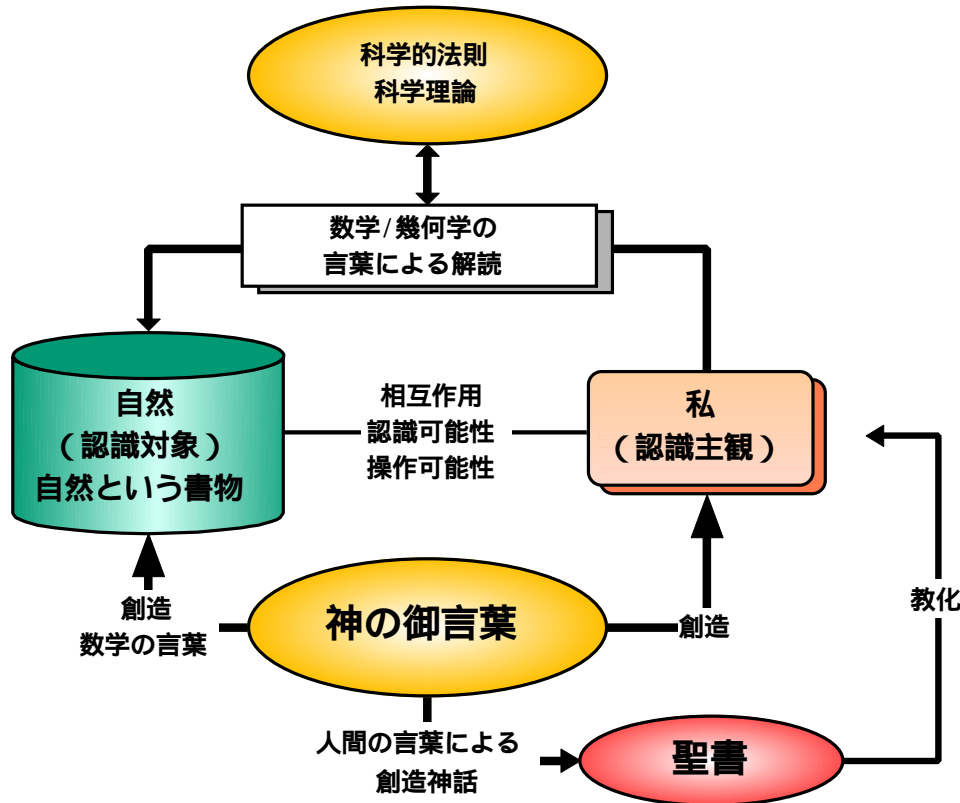 科学的法則
科学理論
数学/幾何学の
言葉による解読
自然
（認識対象）
自然という書物
相互作用
認識可能性
操作可能性
私
（認識主観）
創造
数学の言葉
神の御言葉
創造
教化
人間の言葉による
創造神話
聖書